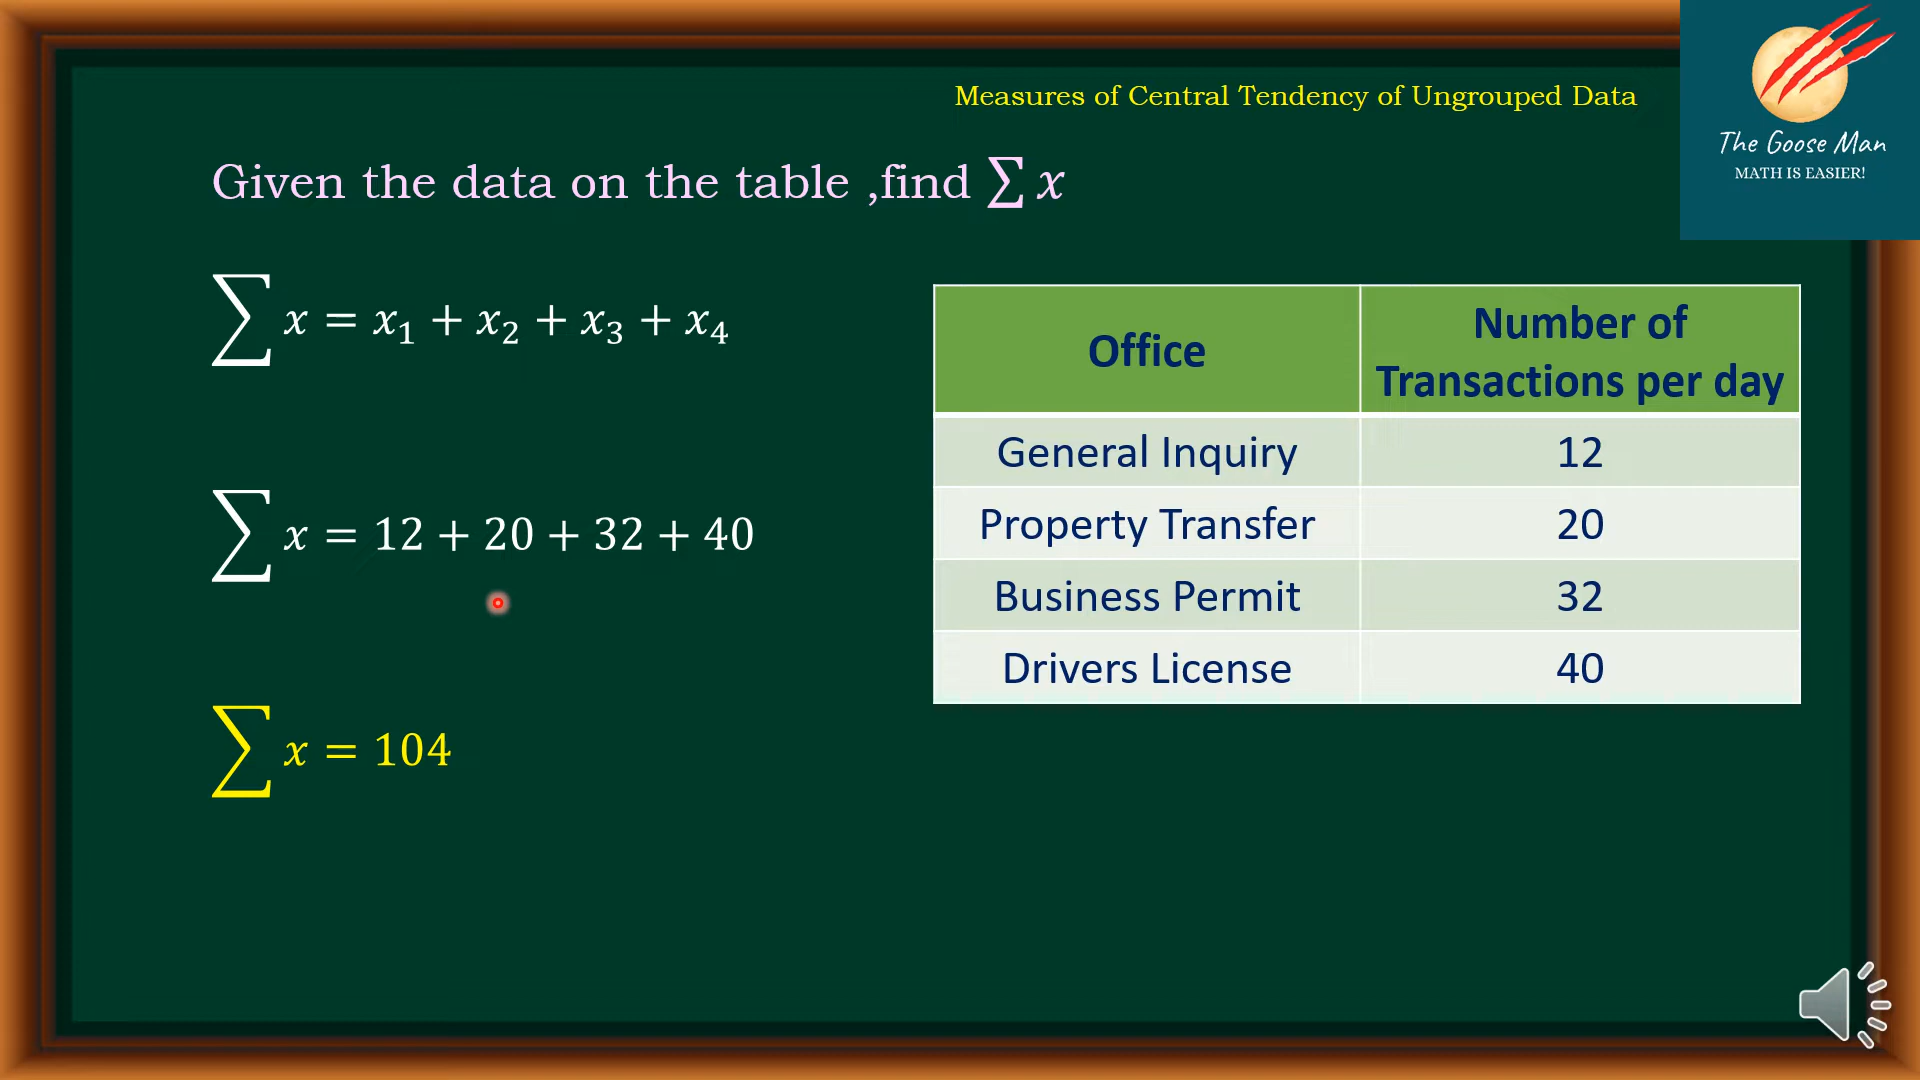 Measures of Central Tendency of Ungrouped Data
The Goose Man
MATH IS EASIER!
Given the data on the table ,find ∑ x
∑ x = x₁ + x₂ + x₃ + x₄
∑ x = 12 + 20 + 32 + 40
∑ x = 104
Office Number of Transactions per day
General Inquiry 12
Property Transfer 20
Business Permit 32
Drivers License 40